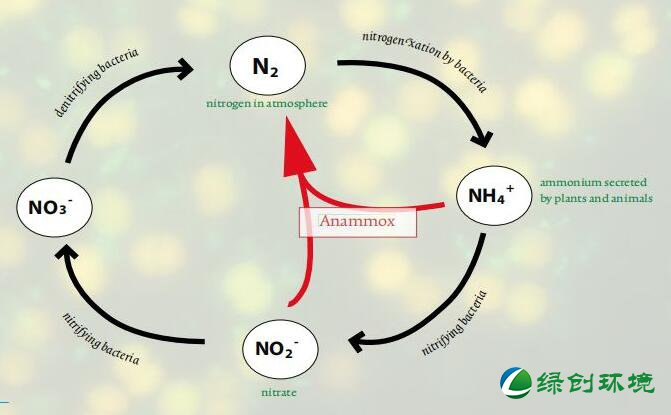 denitrifying bacteria
N2
nitrogen in atmosphere
nitrogen xation by bacteria
NO3-
Anammox
NH4+
ammonium secreted
by plants and animals
nitrifying bacteria
NO2-
nitrifying bacteria
nitrate
绿创环境